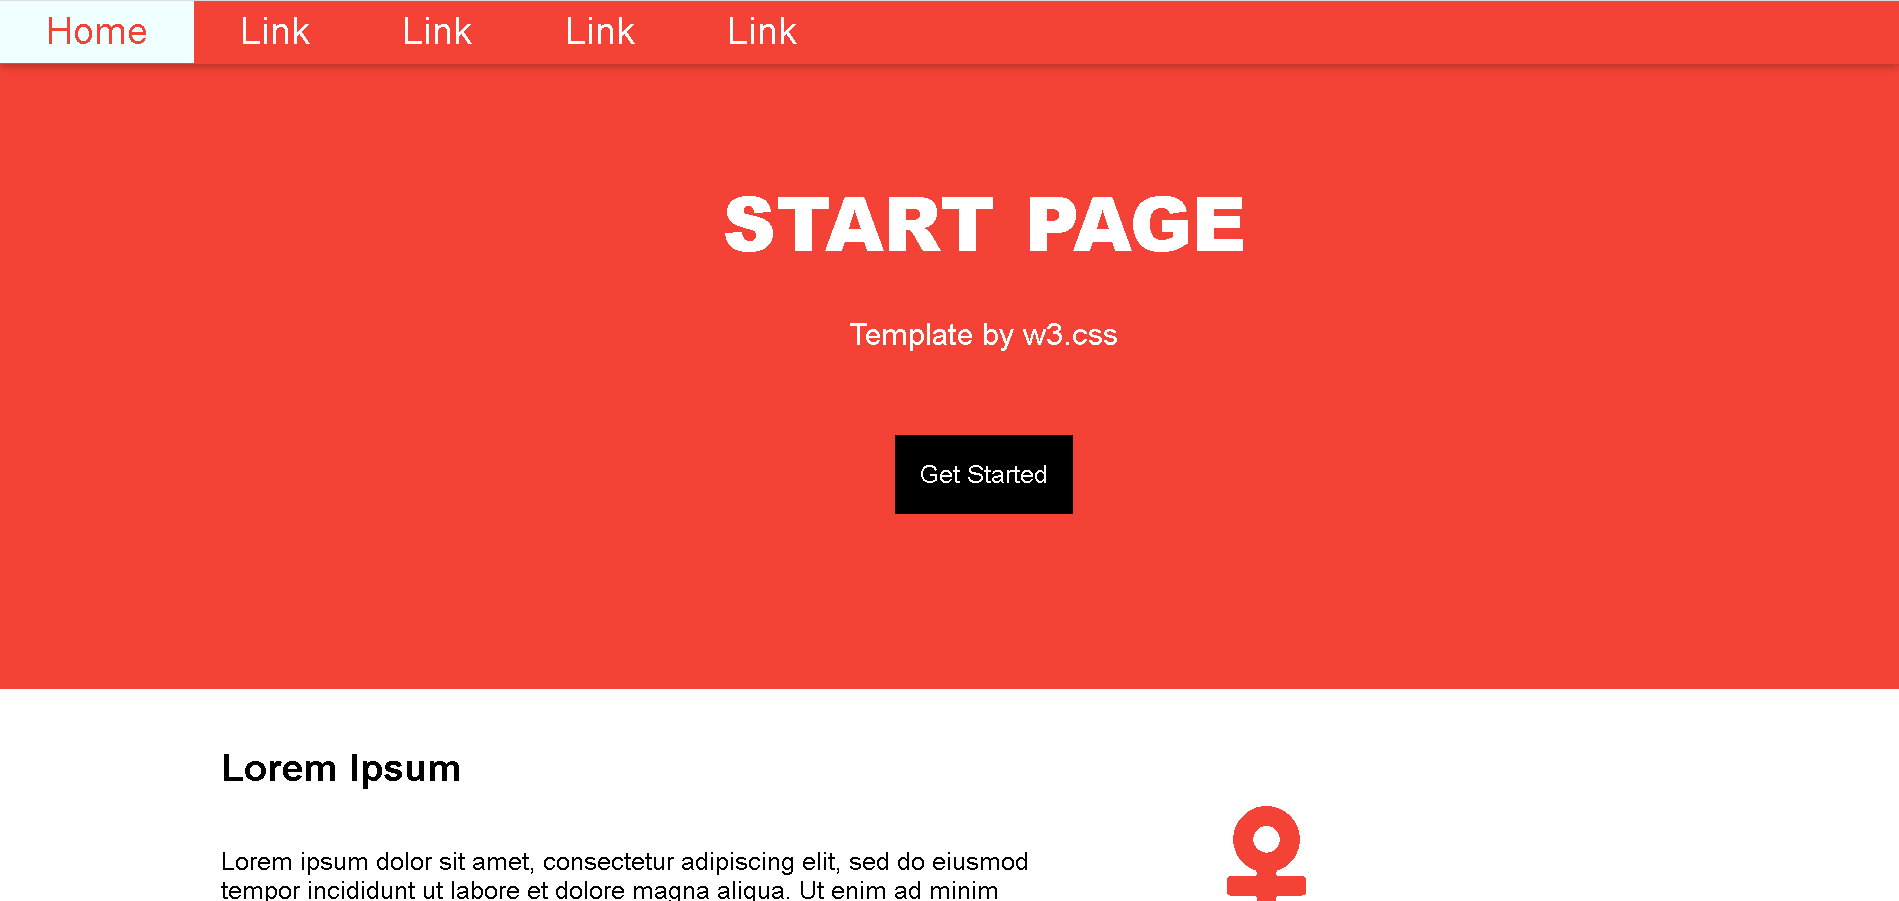 Home Link Link Link Link
START PAGE
Template by w3.css
Get Started
Lorem Ipsum
Lorem ipsum dolor sit amet, consectetur adipiscing elit, sed do eiusmod
tempor incididunt ut labore et dolore magna aliqua. Ut enim ad minim